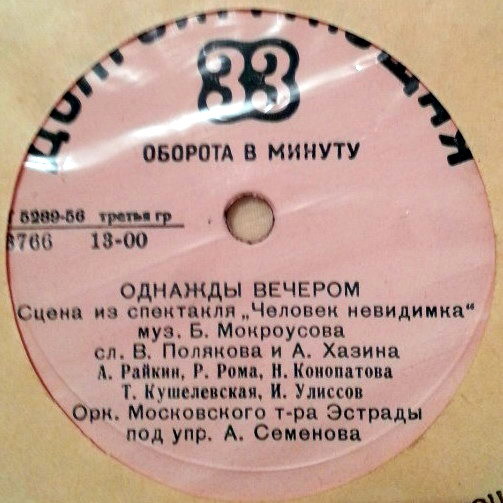 ДОЛГОИГРАЮЩАЯ
33
ОБОРОТА В МИНУТУ
5289-56 третья гр
3766 13-00
ОДНАЖДЫ ВЕЧЕРОМ
Сцена из спектакля „Человек невидимка“
муз. Б. Мокроусова
сл. В. Полякова и А. Хазина
А. Райкин, Р. Рома, Н. Конопатова
Т. Кушелевская, И. Улиссов
Орк. Московского т-ра Эстрады
под упр. А. Семенова